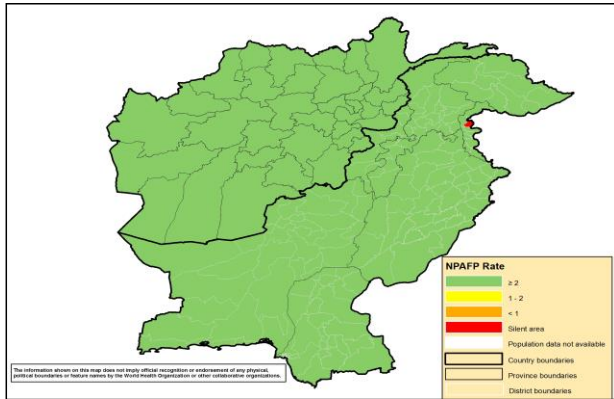 NPAFP Rate
≥ 2
1 - 2
< 1
Silent area
Population data not available
Country boundaries
Province boundaries
District boundaries
The information shown on this map does not imply official recognition or endorsement of any physical,
political boundaries or feature names by the World Health Organization or other collaborative organizations.